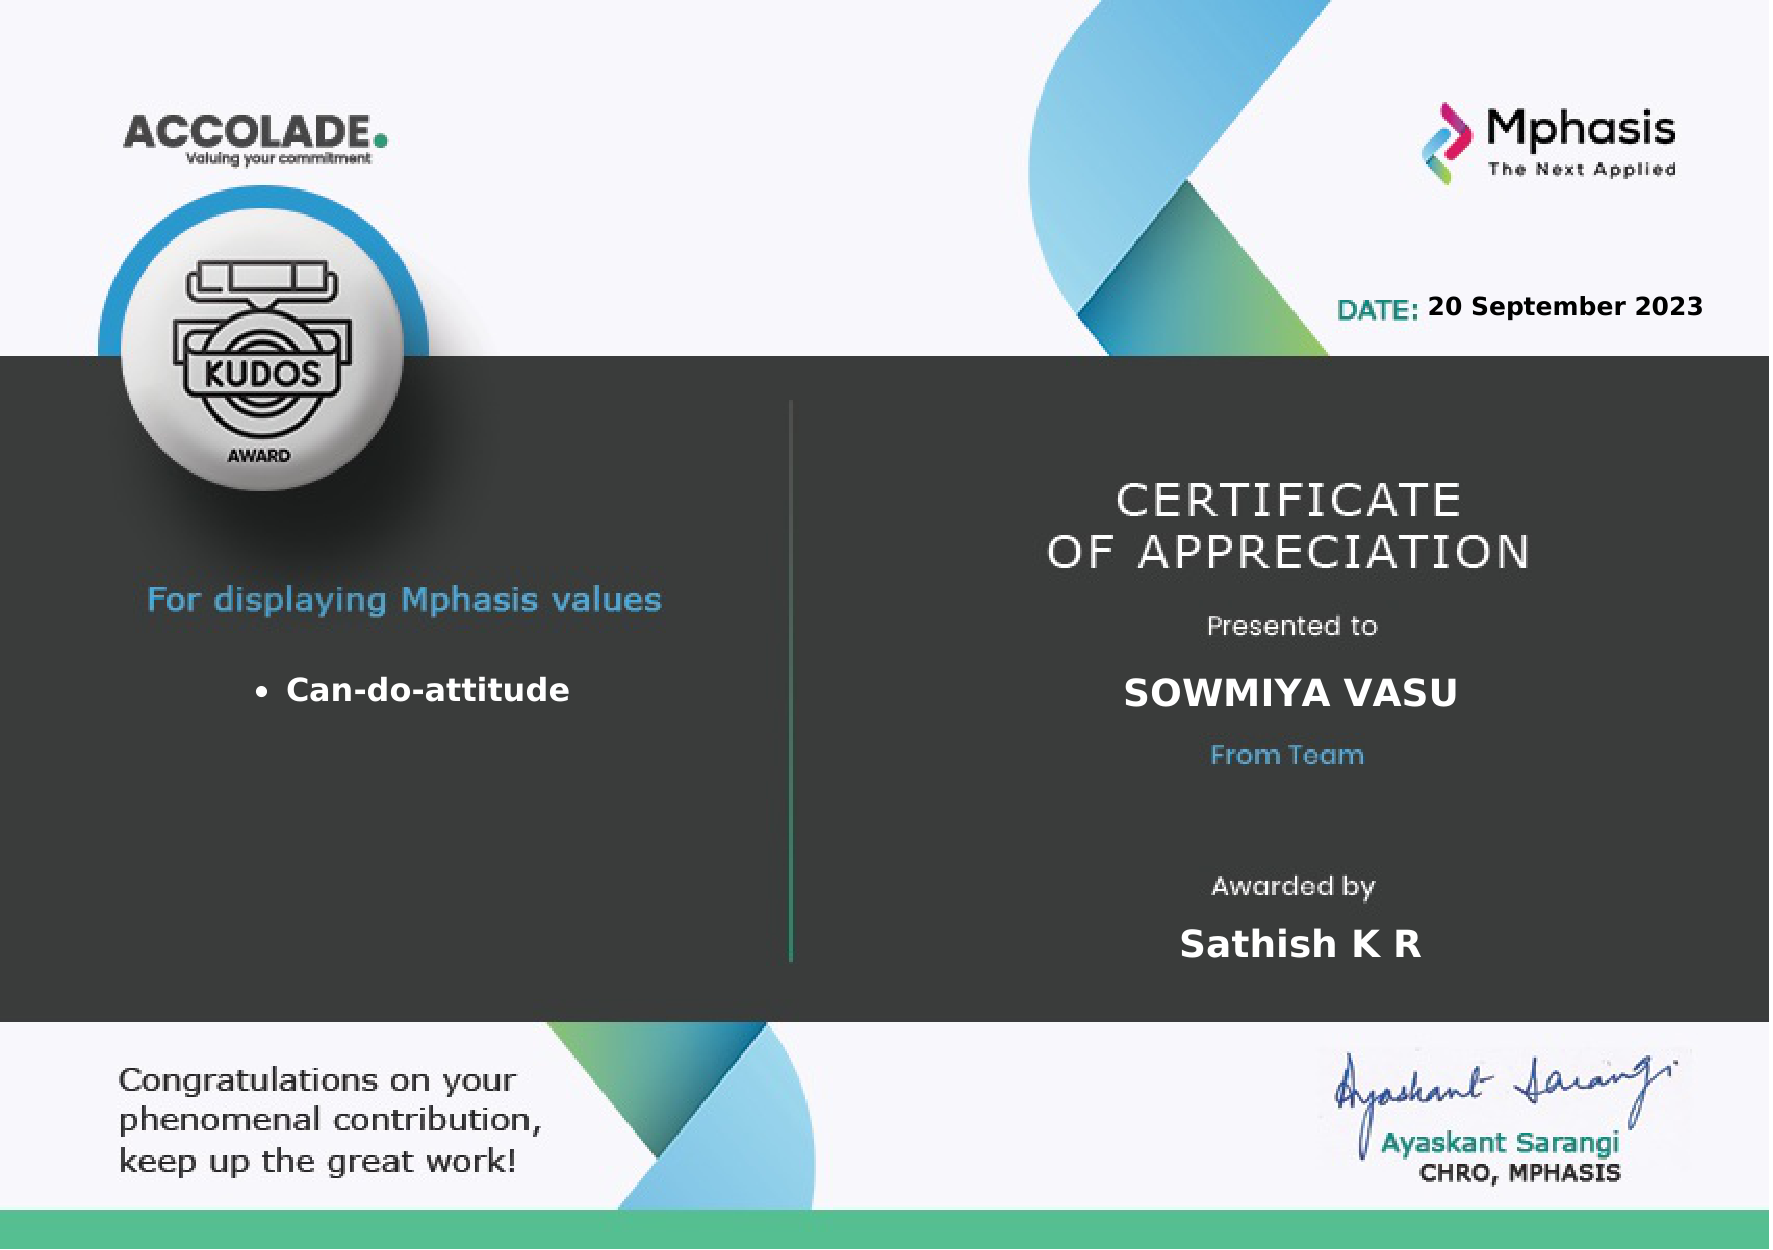 ACCOLADE.
Valuing your commitment
Mphasis
The Next Applied
DATE: 20 September 2023
KUDOS
AWARD
For displaying Mphasis values
• Can-do-attitude
CERTIFICATE
OF APPRECIATION
Presented to
SOWMIYA VASU
From Team
Awarded by
Sathish K R
Congratulations on your
phenomenal contribution,
keep up the great work!
Ayaskant Sarangi
Ayaskant Sarangi
CHRO, MPHASIS